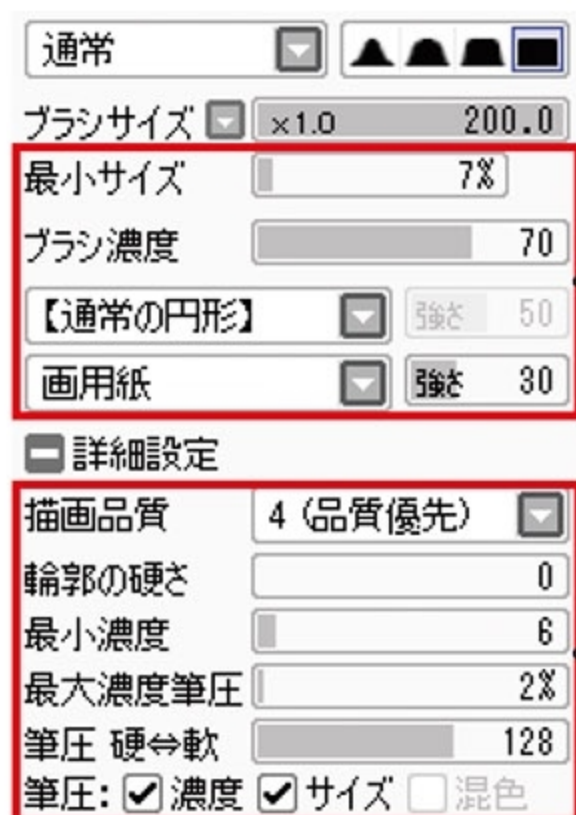 通常
ブラシサイズ ×1.0 200.0
最小サイズ 7%
ブラシ濃度 70
【通常の円形】 強さ 50
画用紙 強さ 30
詳細設定
描画品質 4 (品質優先)
輪郭の硬さ 0
最小濃度 6
最大濃度筆圧 2%
筆圧 硬⇔軟 128
筆圧: 濃度 サイズ 混色